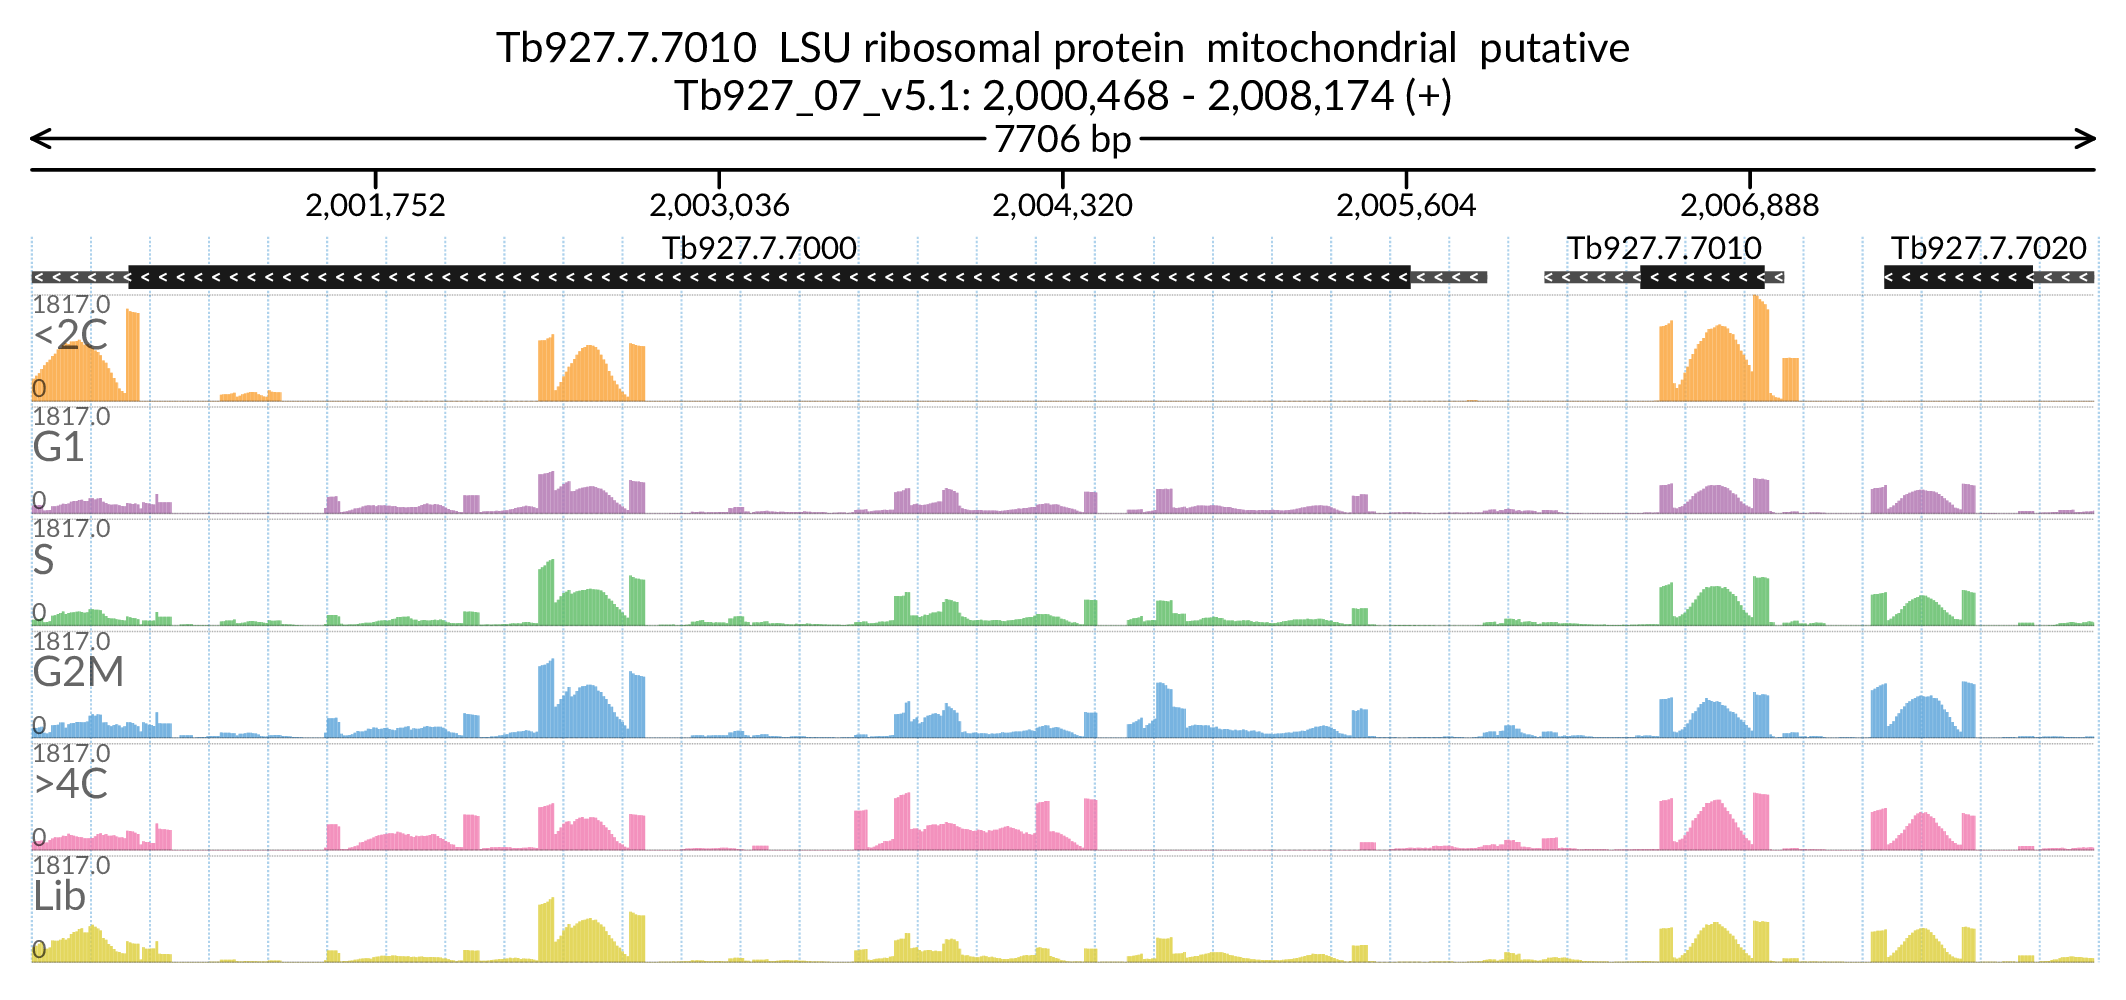 Tb927.7.7010 LSU ribosomal protein mitochondrial putative
Tb927_07_v5.1: 2,000,468 - 2,008,174 (+)
7706 bp
2,001,752 2,003,036 2,004,320 2,005,604 2,006,888
Tb927.7.7000 Tb927.7.7010 Tb927.7.7020
1817.0
<2C
0
1817.0
G1
0
1817.0
S
0
1817.0
G2M
0
1817.0
>4C
0
1817.0
Lib
0